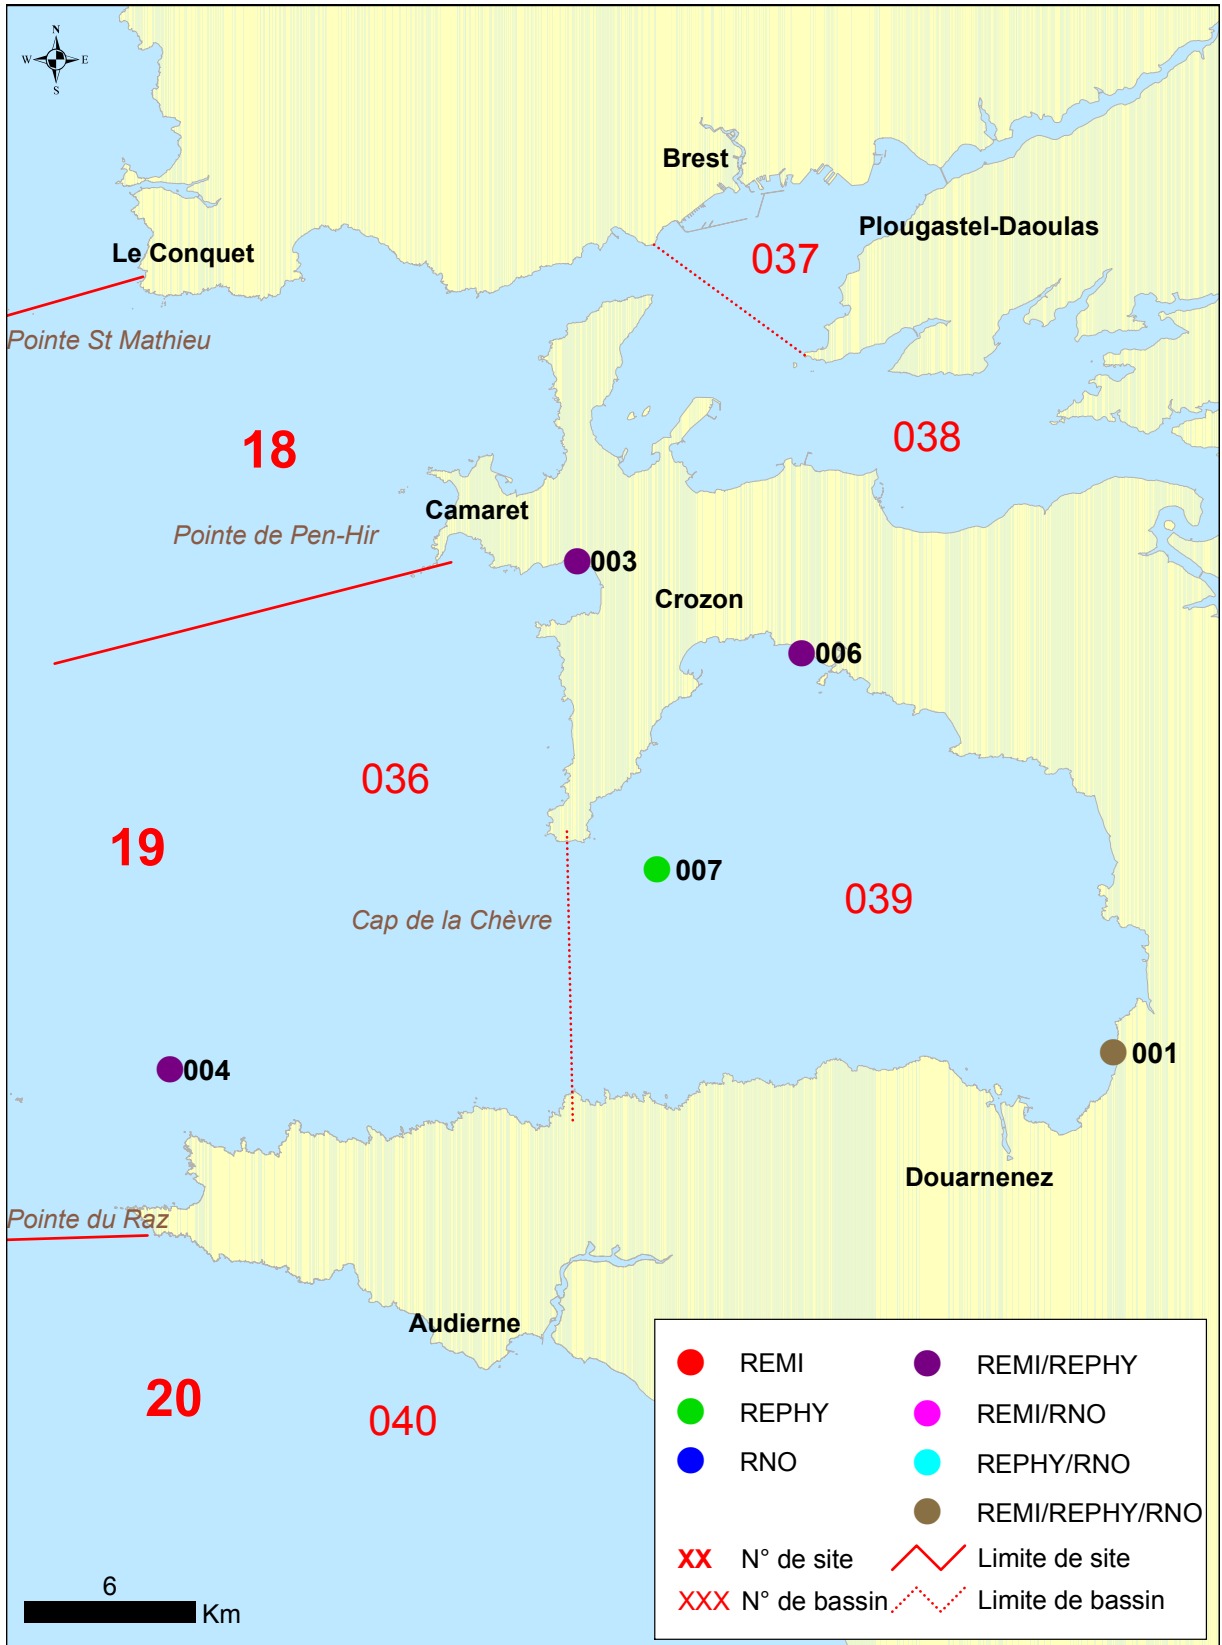 N
W E
S
Brest
Plougastel-Daoulas
037
Le Conquet
Pointe St Mathieu
18
038
Camaret
Pointe de Pen-Hir
003
Crozon
006
036
19
007
039
Cap de la Chèvre
004
001
Douarnenez
Pointe du Raz
Audierne
20
040
REMI
REMI/REPHY
REPHY
REMI/RNO
RNO
REPHY/RNO
REMI/REPHY/RNO
XX N° de site
Limite de site
XXX N° de bassin
Limite de bassin
6
Km